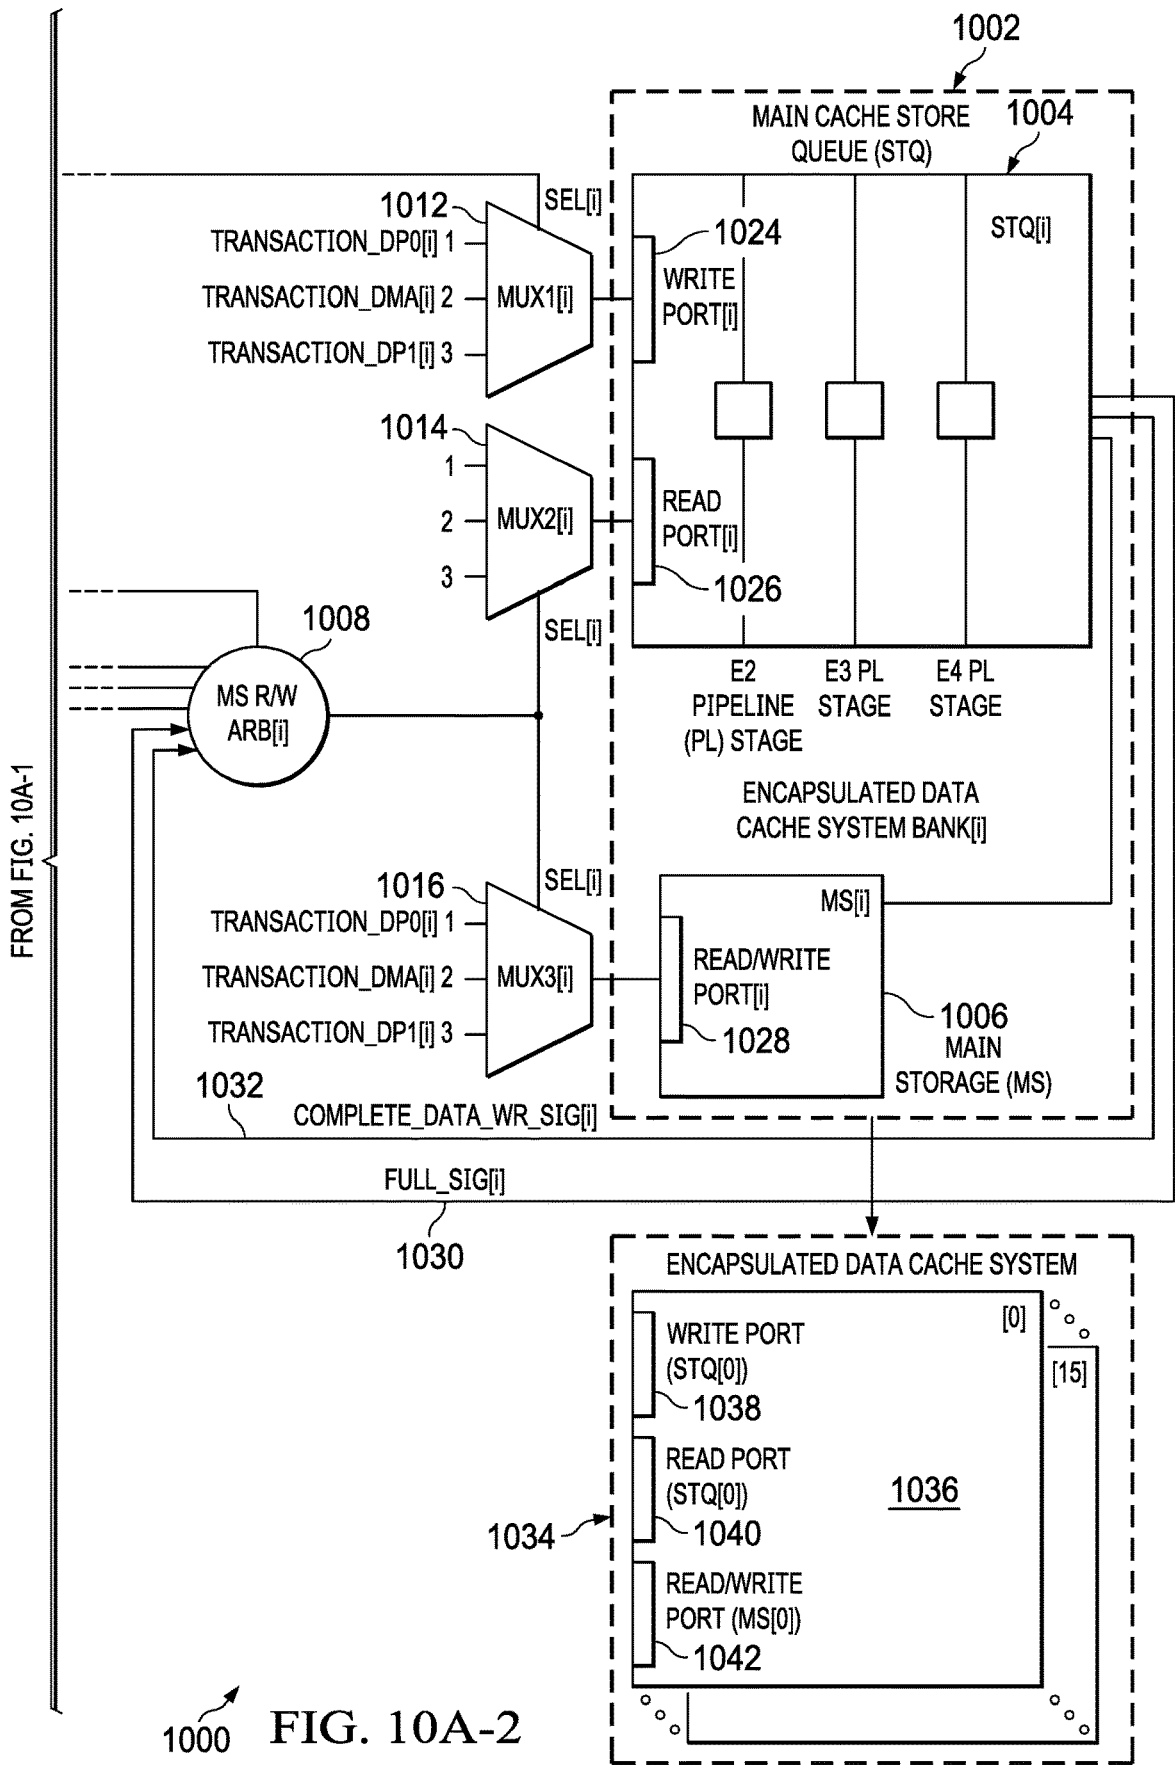 1002
MAIN CACHE STORE
QUEUE (STQ)
1004
SEL[i]
1012
TRANSACTION_DP0[i] 1
TRANSACTION_DMA[i] 2
TRANSACTION_DP1[i] 3
MUX1[i]
1024
WRITE
PORT[i]
STQ[i]
1014
1
2
3
MUX2[i]
READ
PORT[i]
1026
SEL[i]
1008
MS R/W
ARB[i]
E2
PIPELINE
(PL) STAGE
E3 PL
STAGE
E4 PL
STAGE
ENCAPSULATED DATA
CACHE SYSTEM BANK[i]
FROM FIG. 10A-1
SEL[i]
1016
TRANSACTION_DP0[i] 1
TRANSACTION_DMA[i] 2
TRANSACTION_DP1[i] 3
MUX3[i]
MS[i]
READ/WRITE
PORT[i]
1028
1006
MAIN
STORAGE (MS)
1032
COMPLETE_DATA_WR_SIG[i]
FULL_SIG[i]
1030
ENCAPSULATED DATA CACHE SYSTEM
[0]
[15]
WRITE PORT
(STQ[0])
1038
READ PORT
(STQ[0])
1040
1036
1034
READ/WRITE
PORT (MS[0])
1042
1000
FIG. 10A-2